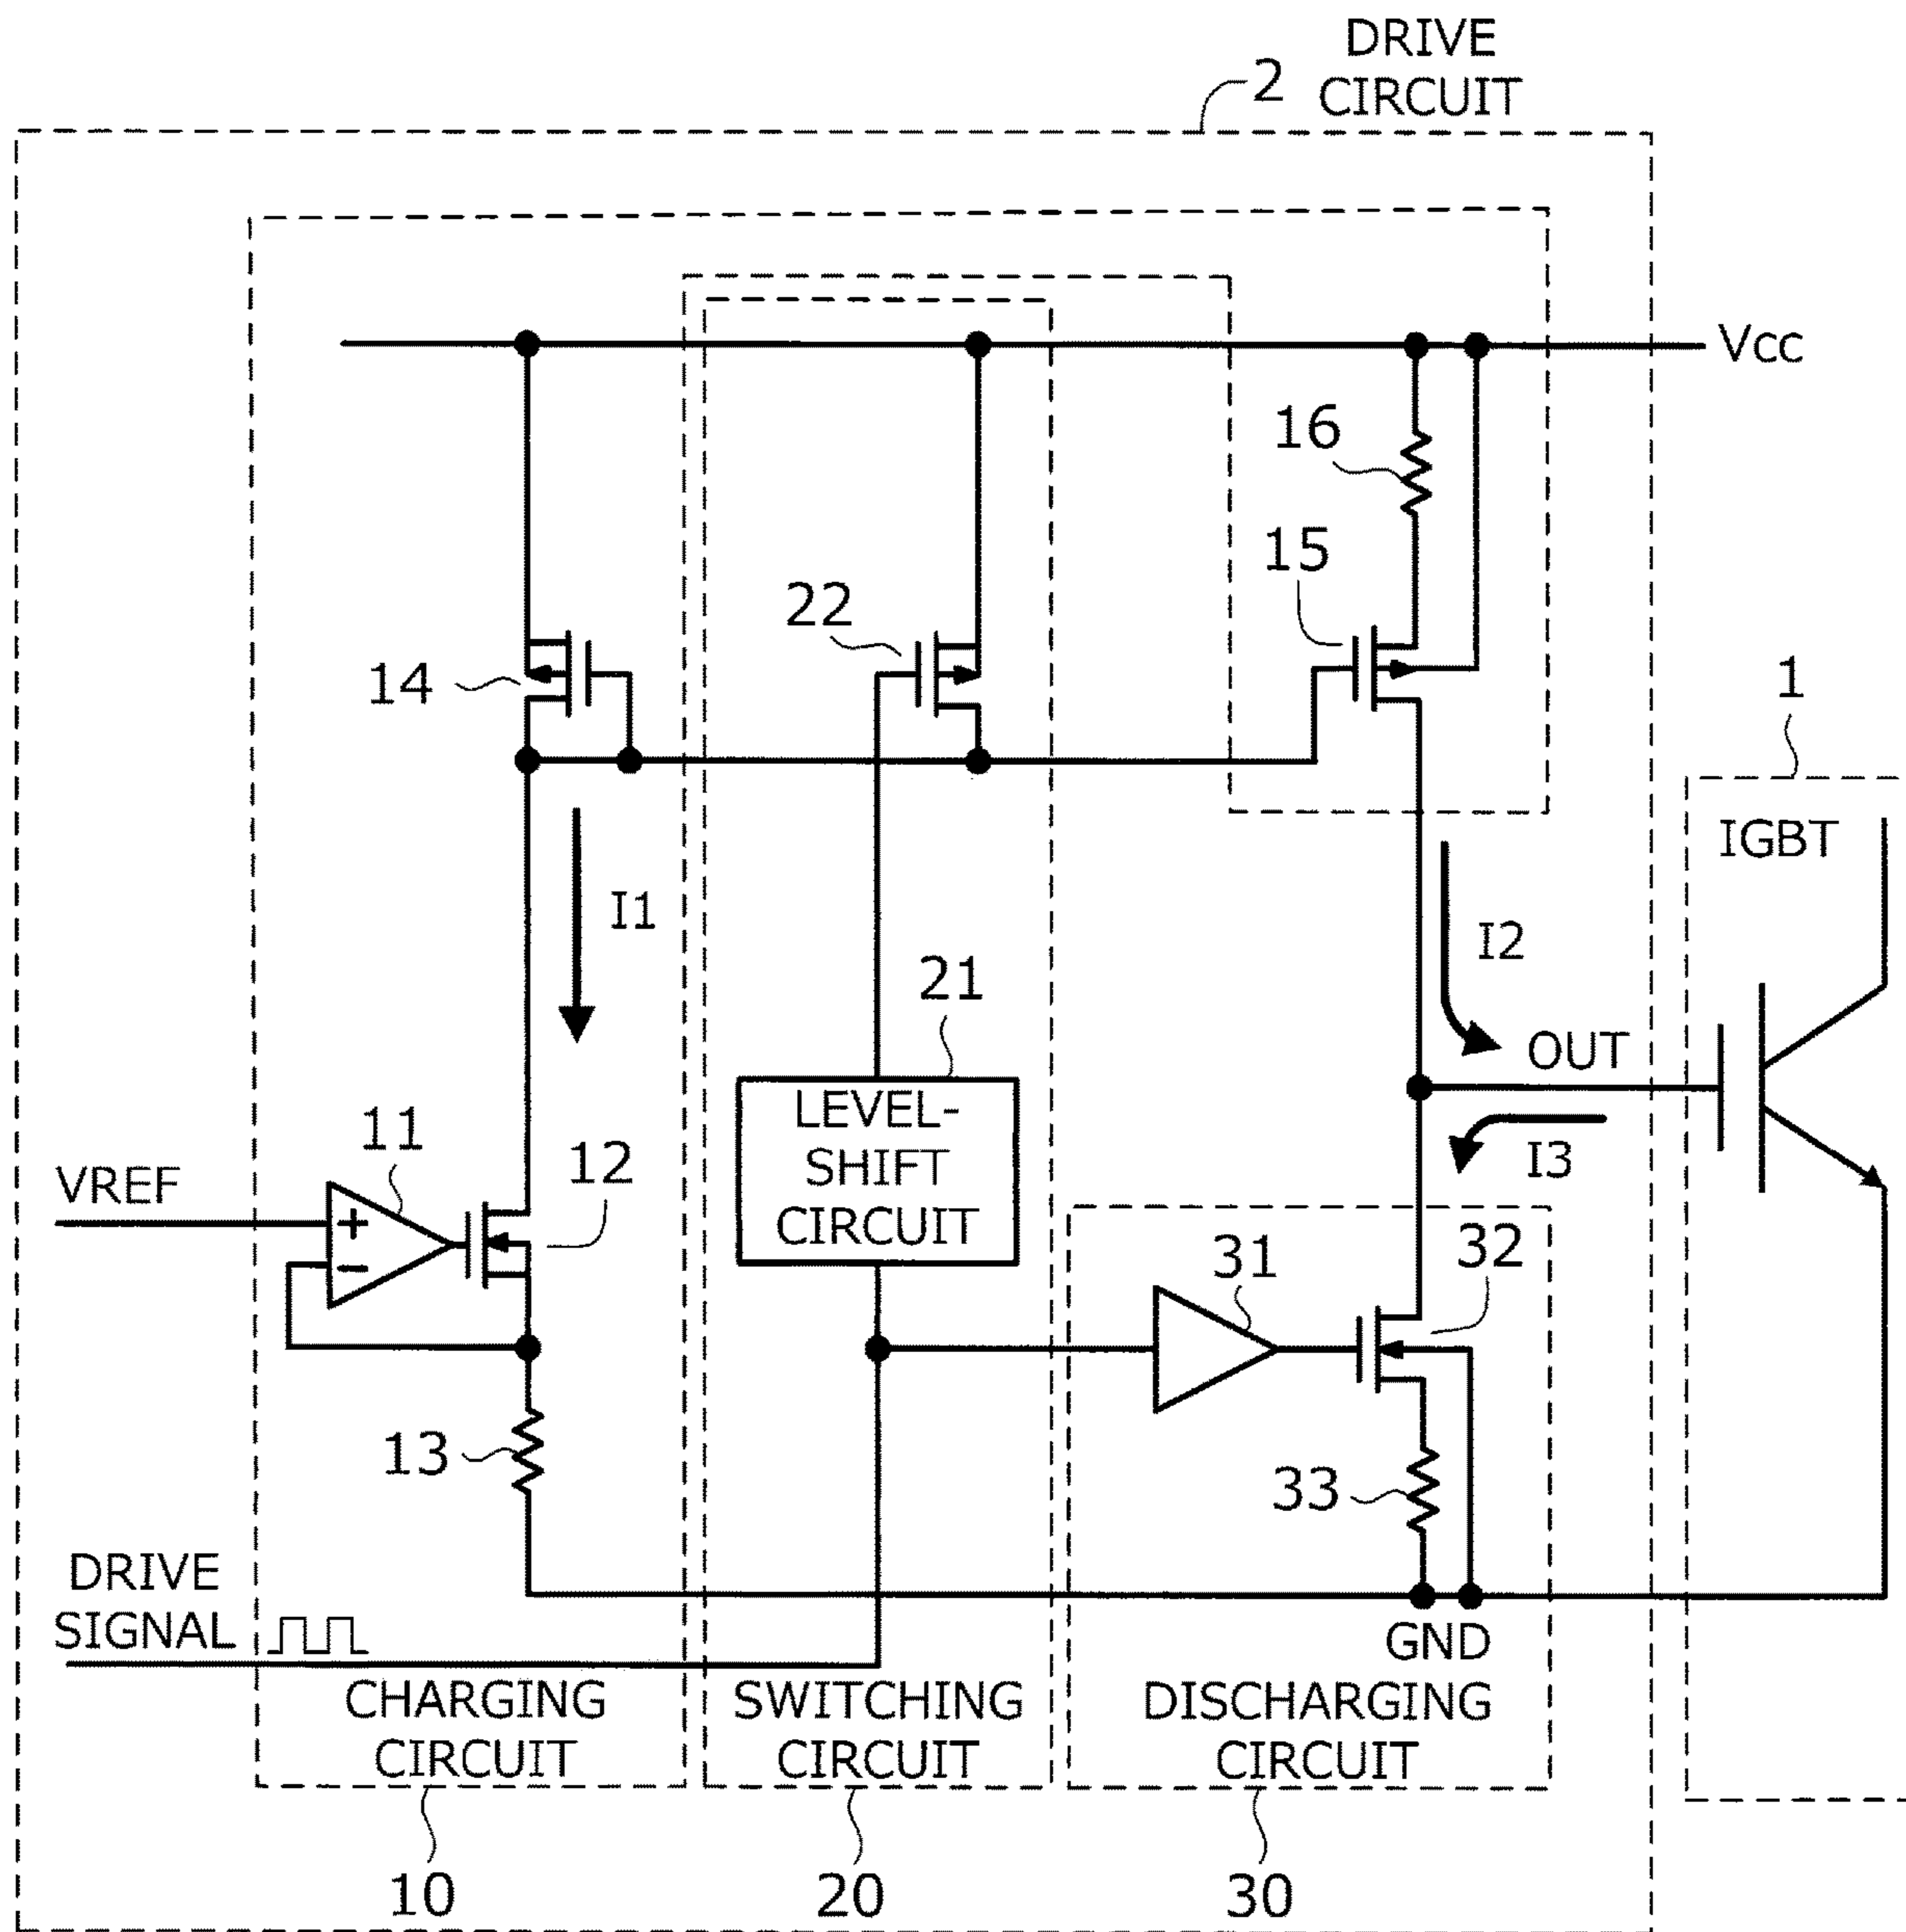 DRIVE
CIRCUIT
2
Vcc
16
15
22
14
1
IGBT
I1
I2
21
OUT
LEVEL-
SHIFT
CIRCUIT
11
12
I3
VREF
+
−
31
32
13
33
DRIVE
SIGNAL
GND
CHARGING
CIRCUIT
SWITCHING
CIRCUIT
DISCHARGING
CIRCUIT
10
20
30